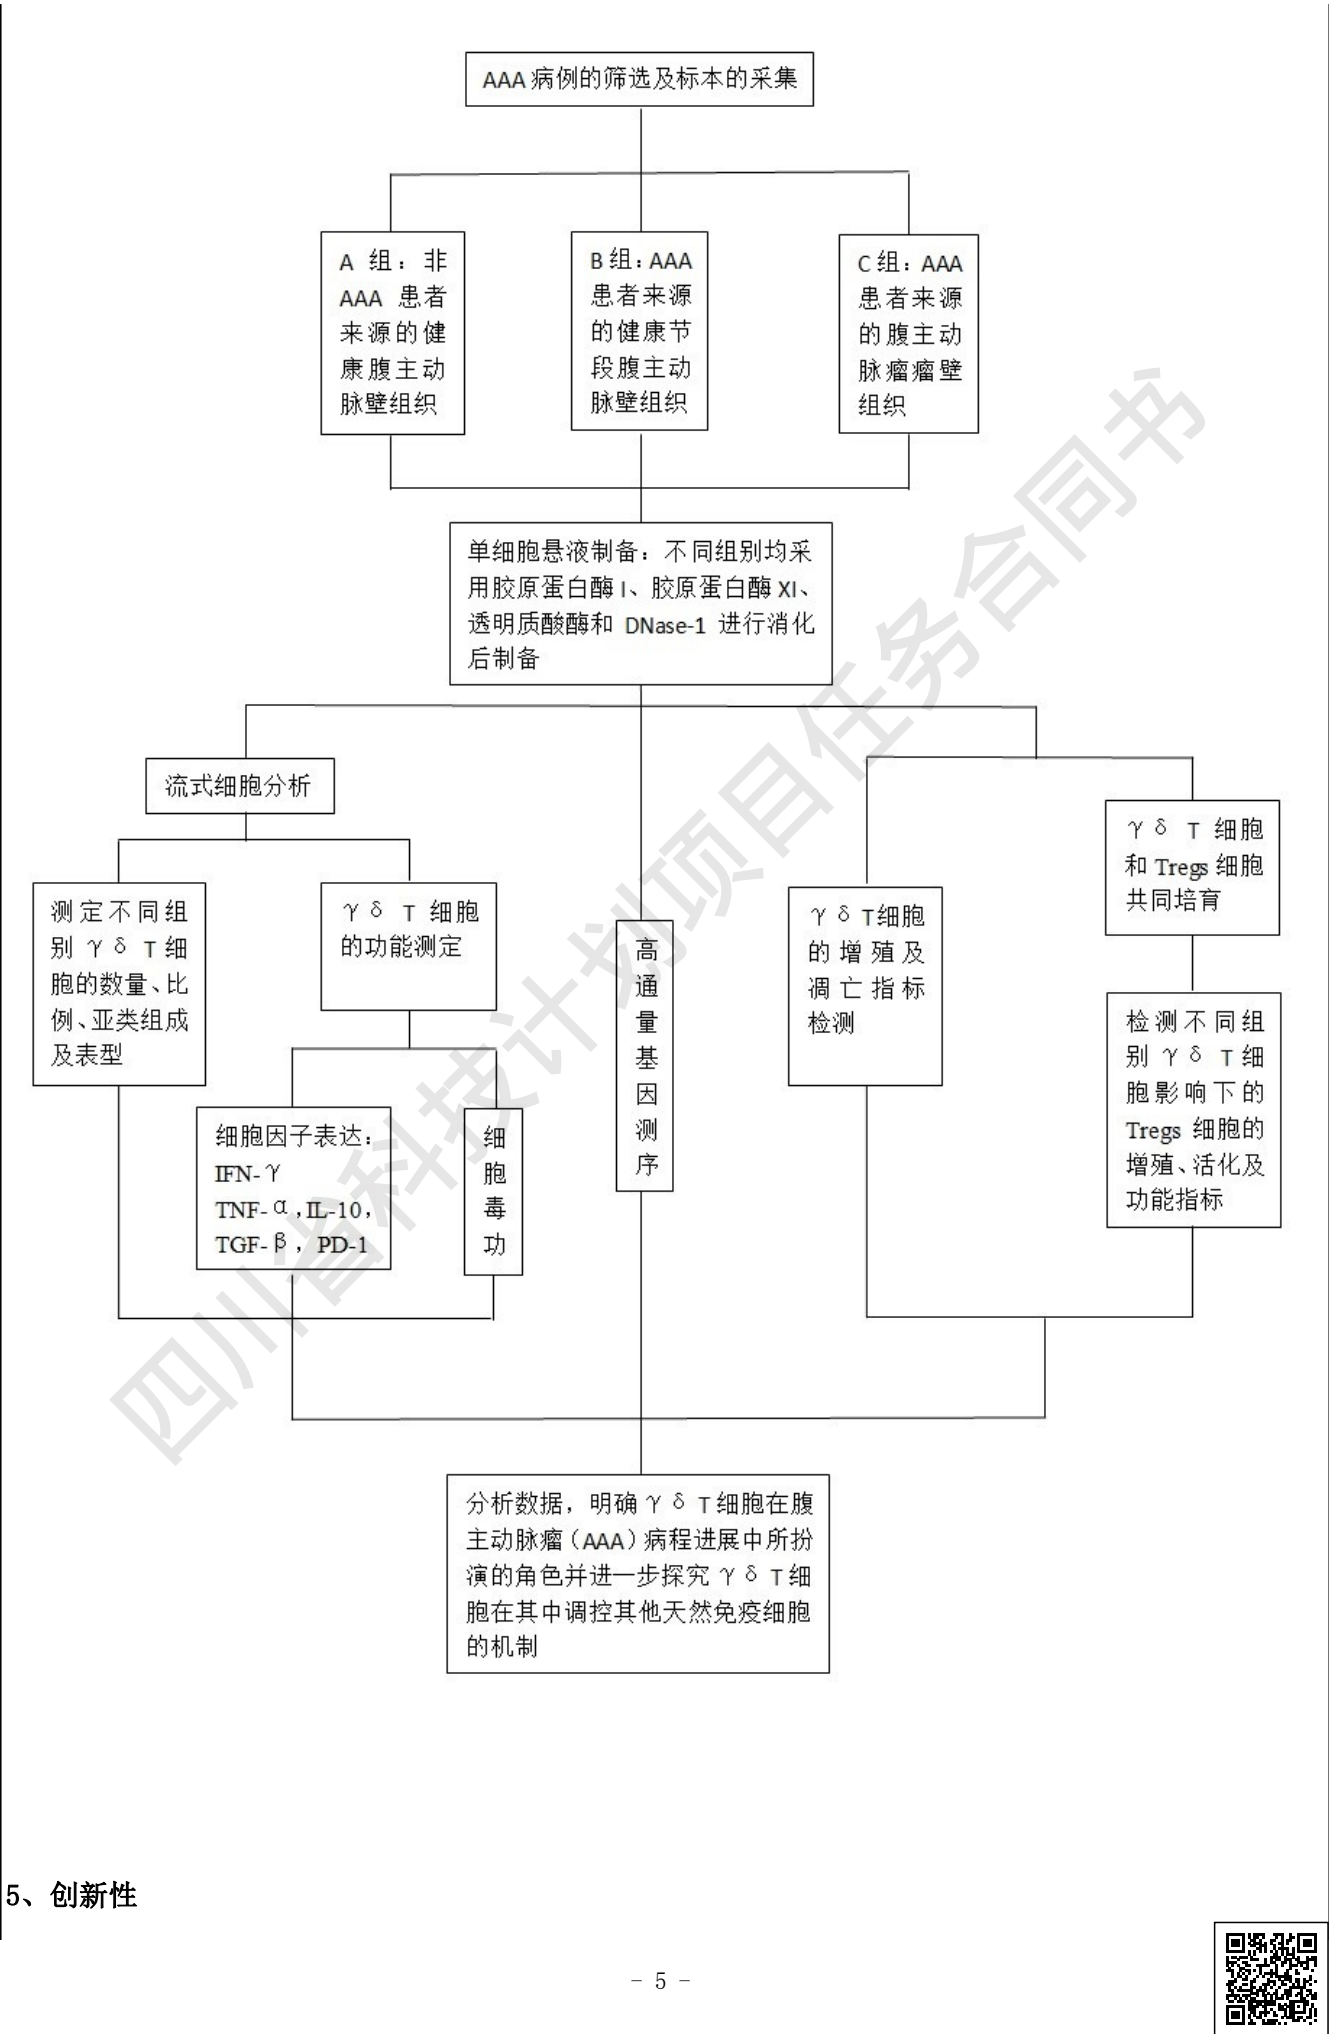 AAA 病例的筛选及标本的采集
A 组：非
AAA 患者
来源的健
康腹主动
脉壁组织
B 组：AAA
患者来源
的健康节
段腹主动
脉壁组织
C 组：AAA
患者来源
的腹主动
脉瘤瘤壁
组织
单细胞悬液制备：不同组别均采
用胶原蛋白酶 I、胶原蛋白酶 XI、
透明质酸酶和 DNase-1 进行消化
后制备
流式细胞分析
测定不同组
别 γδ T 细
胞的数量、比
例、亚类组成
及表型
γδ T 细胞
的功能测定
细胞因子表达：
IFN-γ
TNF-α，IL-10，
TGF-β，PD-1
细
胞
毒
功
高
通
量
基
因
测
序
γδ T细胞
的增殖及
凋亡指标
检测
γδ T 细胞
和 Tregs 细胞
共同培育
检测不同组
别 γδ T 细
胞影响下的
Tregs 细胞的
增殖、活化及
功能指标
分析数据，明确 γδ T 细胞在腹
主动脉瘤（AAA）病程进展中所扮
演的角色并进一步探究 γδ T 细
胞在其中调控其他天然免疫细胞
的机制
四川省科技计划项目任务合同书
5、创新性
- 5 -